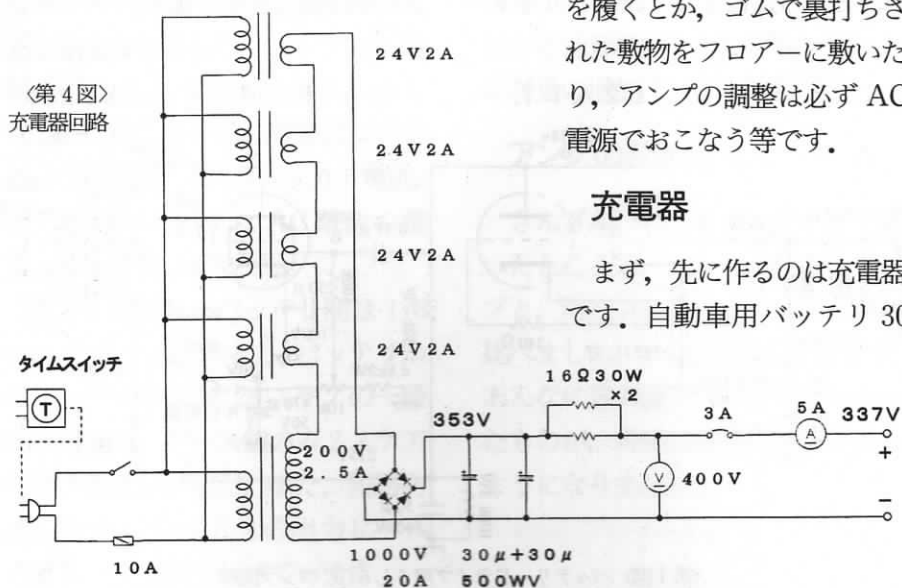 〈第4図〉
充電器回路
24V2A
24V2A
24V2A
24V2A
タイムスイッチ
T
10A
200V
2.5A
353V
1000V
20A
30μ+30μ
500WV
16Ω30W
×2
3A
5A
A
337V
+
V
400V
−
を履くとか，ゴムで裏打ちさ
れた敷物をフロアーに敷いた
り，アンプの調整は必ず AC
電源でおこなう等です．
充電器
まず，先に作るのは充電器
です．自動車用バッテリ 30